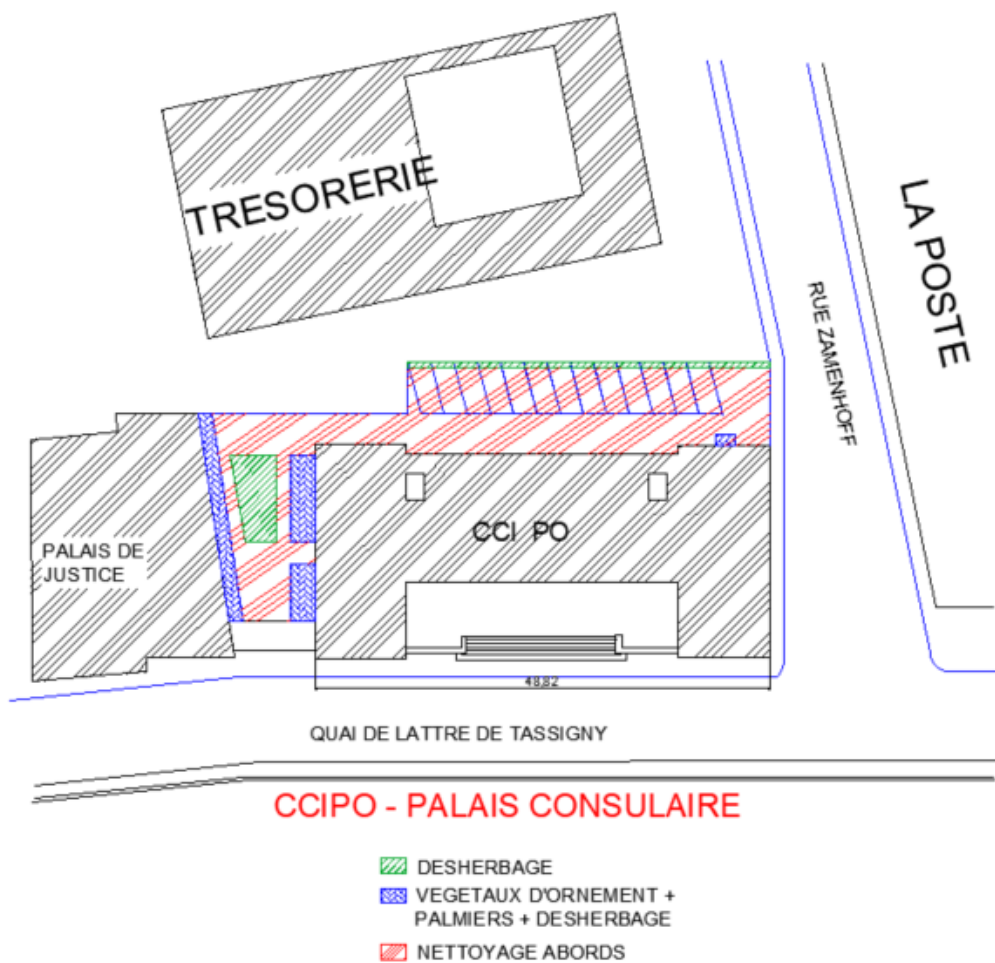 TRESORERIE
LA POSTE
RUE ZAMENHOFF
PALAIS DE
JUSTICE
CCI PO
48,82
QUAI DE LATTRE DE TASSIGNY
CCIPO - PALAIS CONSULAIRE
DESHERBAGE
VEGETAUX D'ORNEMENT +
PALMIERS + DESHERBAGE
NETTOYAGE ABORDS